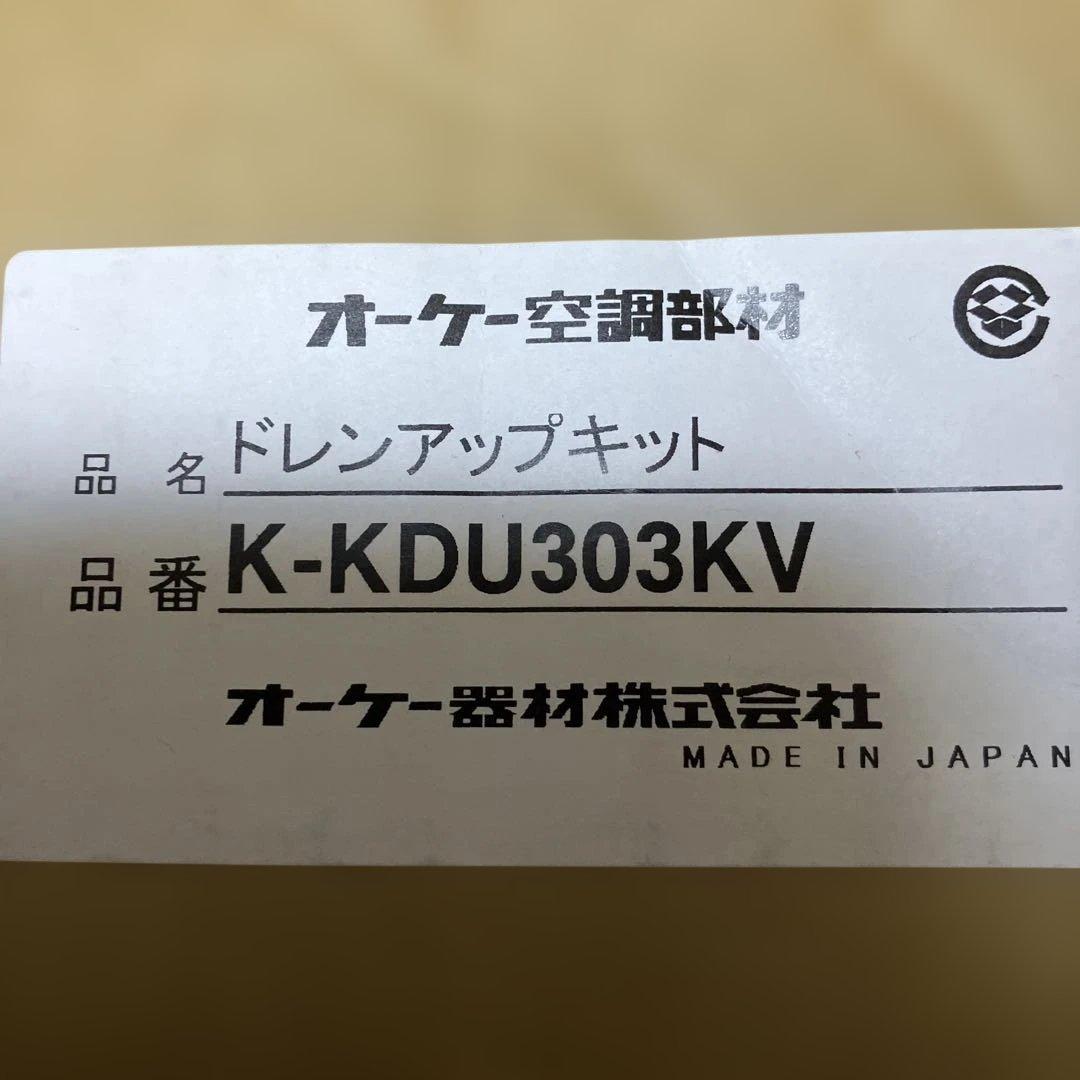 オーケー空調部材
品名 ドレンアップキット
品番 K-KDU303KV
オーケー器材株式会社
MADE IN JAPAN